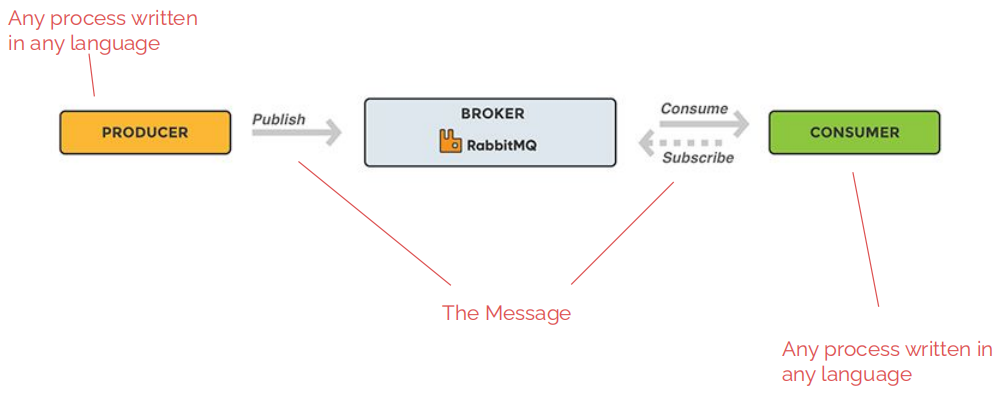 Any process written
in any language
PRODUCER
Publish
BROKER
RabbitMQ
Consume
Subscribe
CONSUMER
The Message
Any process written in
any language